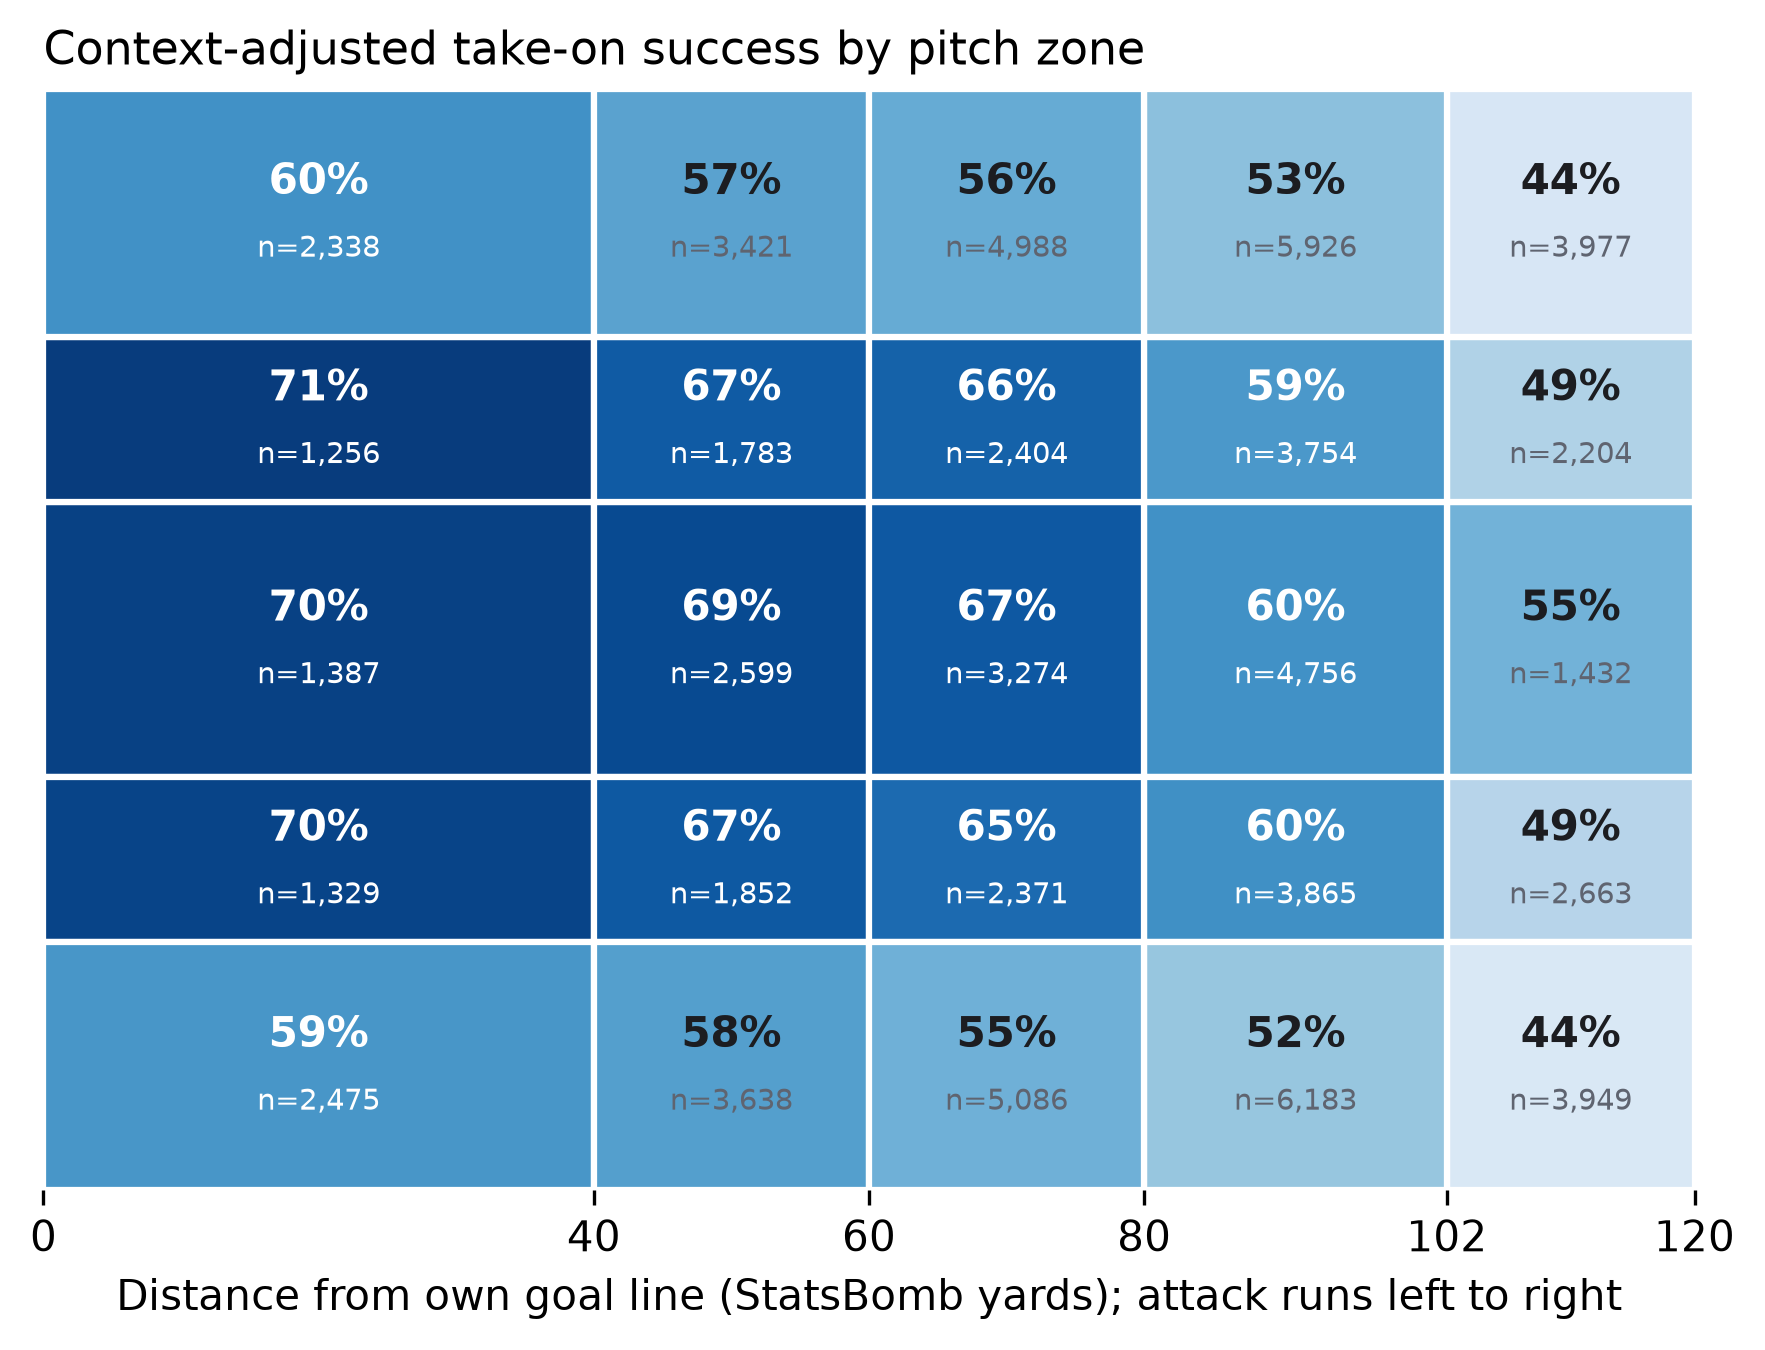 Context-adjusted take-on success by pitch zone
60% 57% 56% 53% 44%
n=2,338 n=3,421 n=4,988 n=5,926 n=3,977
71% 67% 66% 59% 49%
n=1,256 n=1,783 n=2,404 n=3,754 n=2,204
70% 69% 67% 60% 55%
n=1,387 n=2,599 n=3,274 n=4,756 n=1,432
70% 67% 65% 60% 49%
n=1,329 n=1,852 n=2,371 n=3,865 n=2,663
59% 58% 55% 52% 44%
n=2,475 n=3,638 n=5,086 n=6,183 n=3,949
0 40 60 80 102 120
Distance from own goal line (StatsBomb yards); attack runs left to right